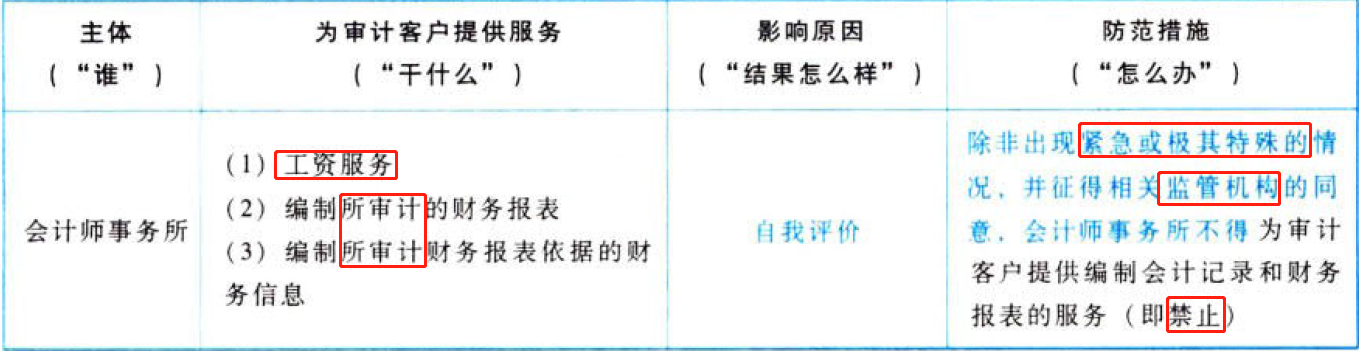 主体
（“谁”）
为审计客户提供服务
（“干什么”）
影响原因
（“结果怎么样”）
防范措施
（“怎么办”）
会计师事务所
（1）工资服务
（2）编制所审计的财务报表
（3）编制所审计财务报表依据的财
务信息
自我评价
除非出现紧急或极其特殊的情
况，并征得相关监管机构的同
意，会计师事务所不得为审计
客户提供编制会计记录和财务
报表的服务（即禁止）